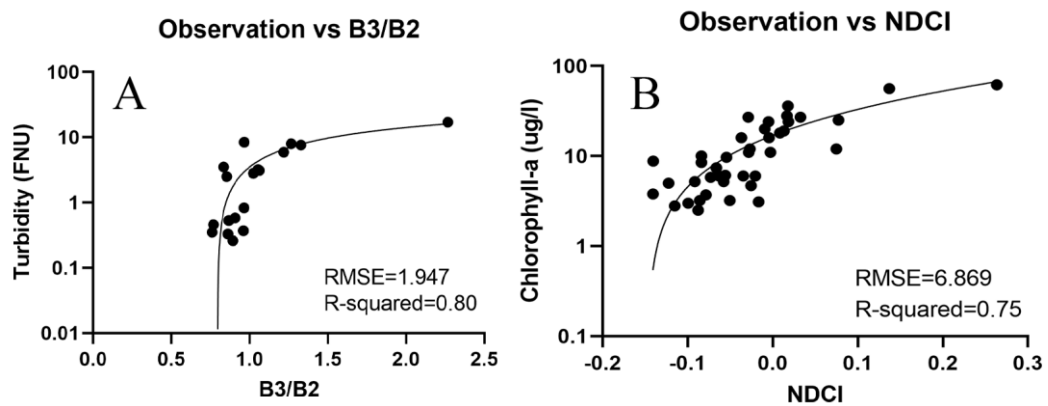 Observation vs B3/B2
A
Turbidity (FNU)
100
10
1
0.1
0.01
RMSE=1.947
R-squared=0.80
0.0 0.5 1.0 1.5 2.0 2.5
B3/B2
Observation vs NDCI
B
Chlorophyll-a (ug/l)
100
10
1
0.1
RMSE=6.869
R-squared=0.75
-0.2 -0.1 0.0 0.1 0.2 0.3
NDCI